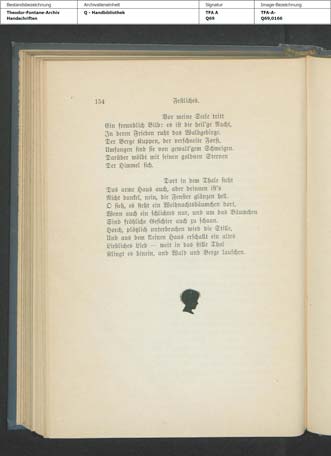 Bestandsbezeichnung
Archivalieneinheit
Signatur
Image-Bezeichnung
Theodor-Fontane-Archiv
Handschriften
Q - Handbibliothek
TFA A
Q69
TFA-A-
Q69,0166
154
Festliches.
Vor meine Seele tritt
Ein freundlich Bild: es ist die heil'ge Nacht,
In deren Frieden ruht das Waldgebirge.
Der Berge Kuppen, der verschneite Forst,
Umfangen sind sie von gewalt'gem Schweigen.
Darüber wölbt mit seinen goldnen Sternen
Der Himmel sich.
Dort in dem Thale steht
Das arme Haus auch, aber drinnen ist's
Nicht dunkel, nein, die Fenster glänzen hell.
O sieh, es steht ein Weihnachtsbäumchen dort,
Wenn auch ein schlichtes nur, und um das Bäumchen
Sind fröhliche Gesichter auch zu schaun.
Horch, plötzlich unterbrochen wird die Stille,
Und aus dem kleinen Haus erschallt ein altes
Liebliches Lied — weit in das stille Thal
Klingt es hinein, und Wald und Berge lauschen.